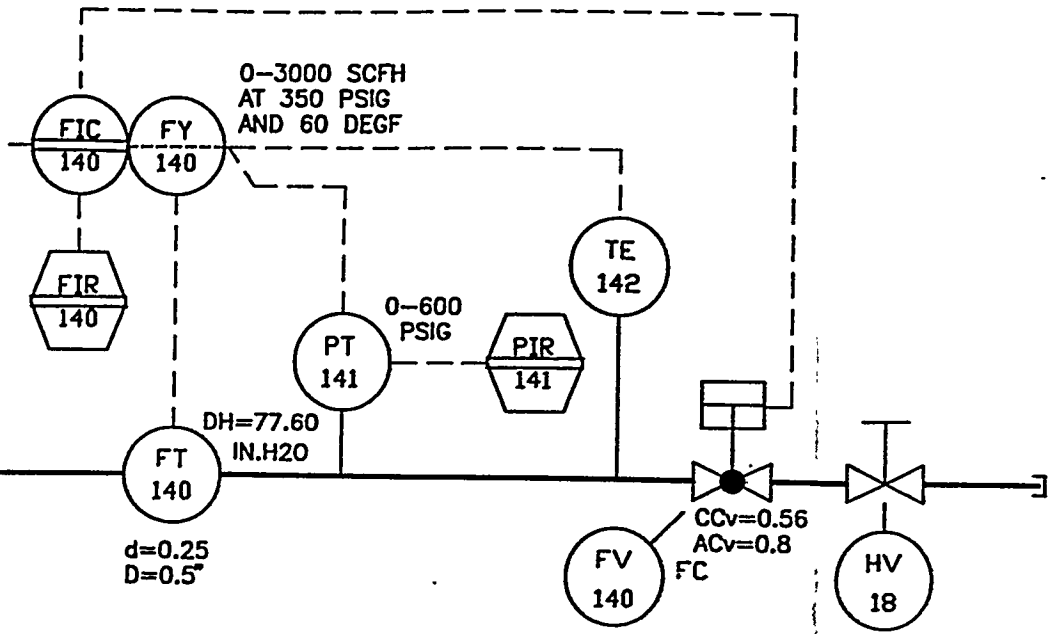 0-3000 SCFH
AT 350 PSIG
AND 60 DEGF
FIC
140
FY
140
TE
142
FIR
140
0-600
PSIG
PT
141
PIR
141
DH=77.60
IN.H2O
FT
140
d=0.25
D=0.5"
CCv=0.56
ACv=0.8
FV
140
FC
HV
18